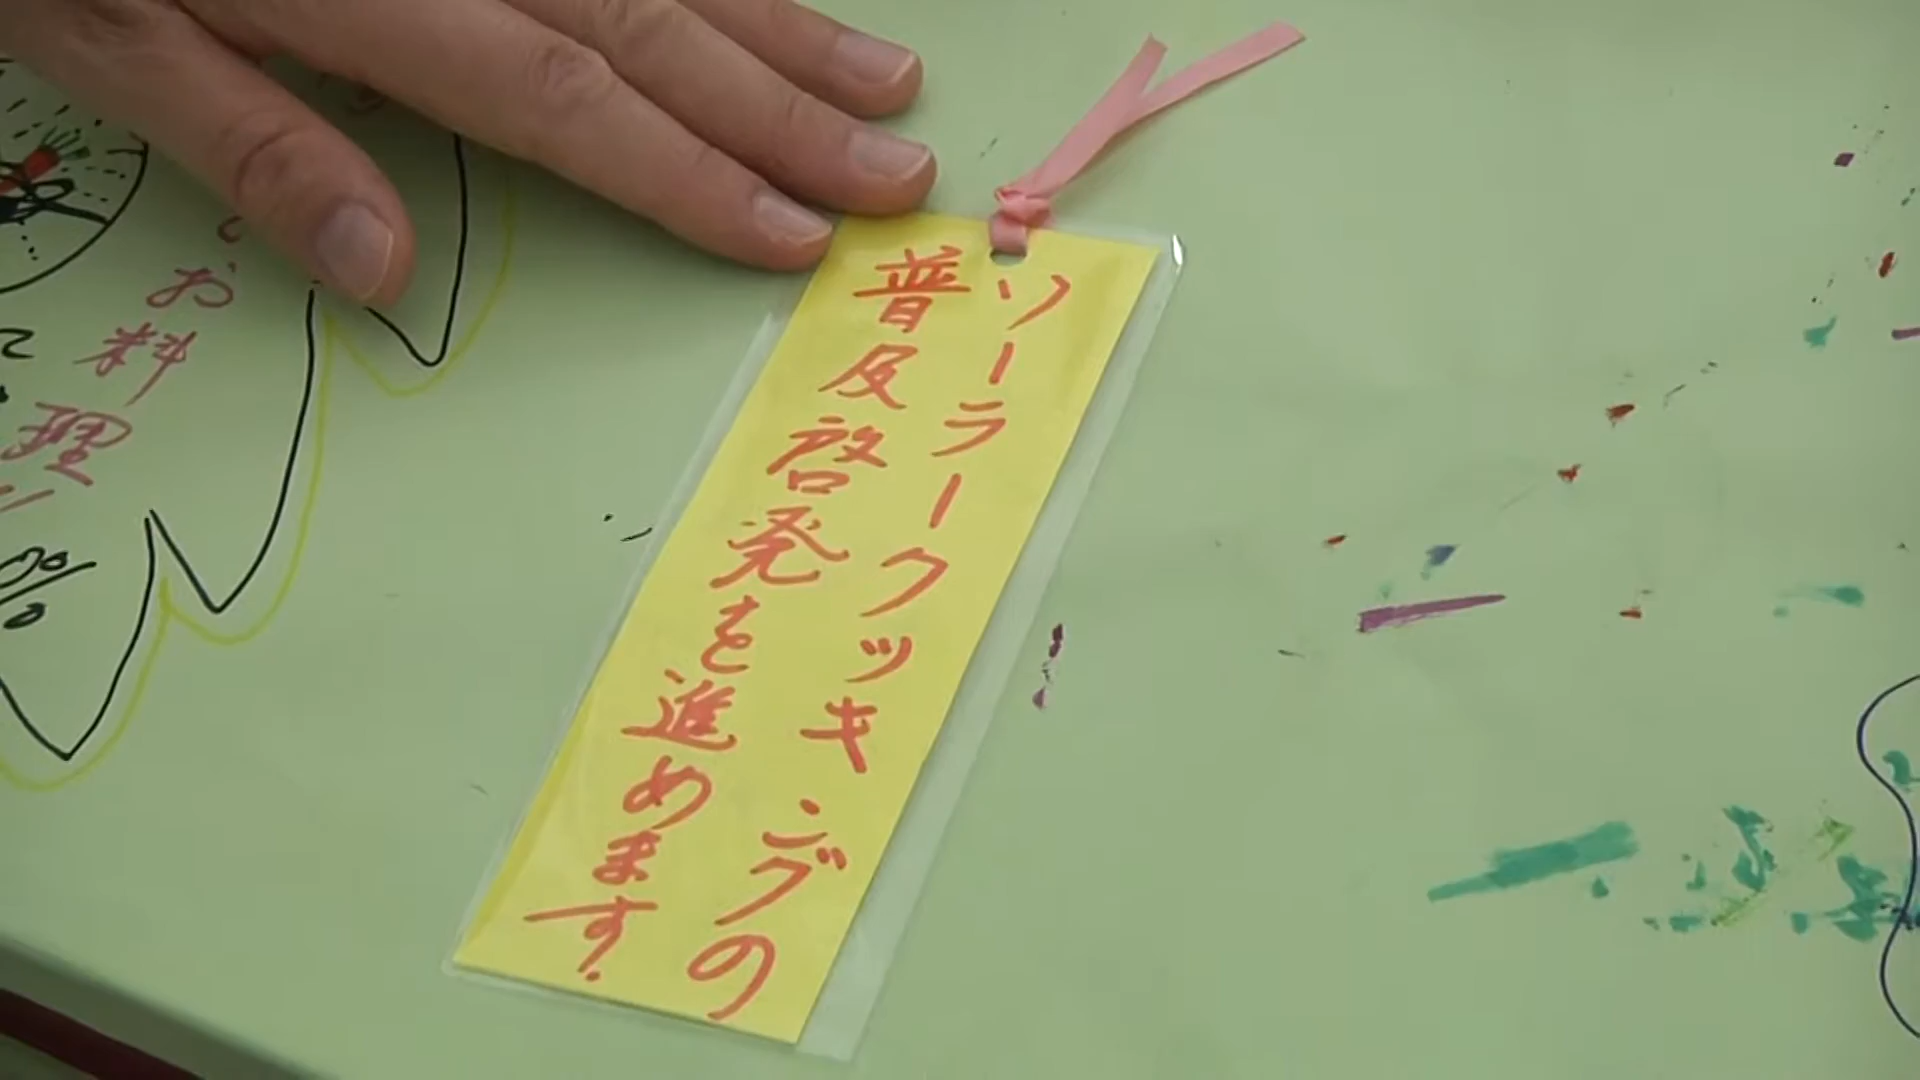 ソーラークッキングの
普及啓発を進めます.
お料理